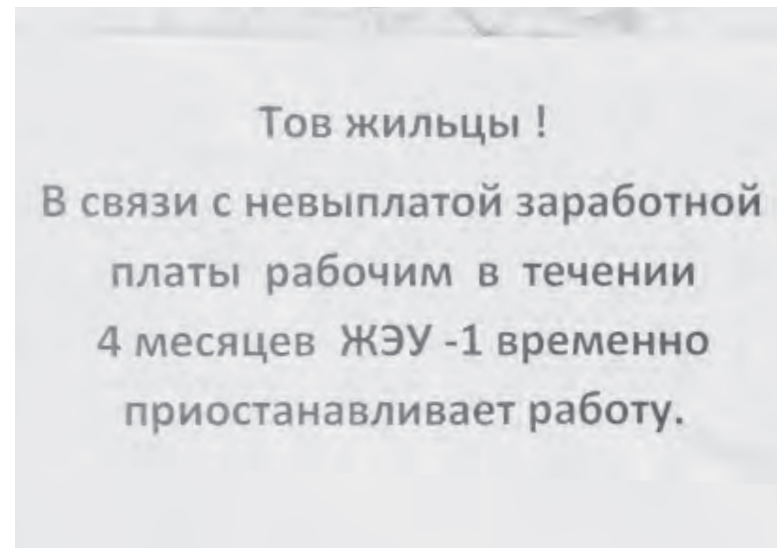 Тов жильцы !
В связи с невыплатой заработной
платы рабочим в течении
4 месяцев ЖЭУ -1 временно
приостанавливает работу.